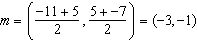 m = ( (-11 + 5)/2 , (5 + -7)/2 ) = (-3, -1)